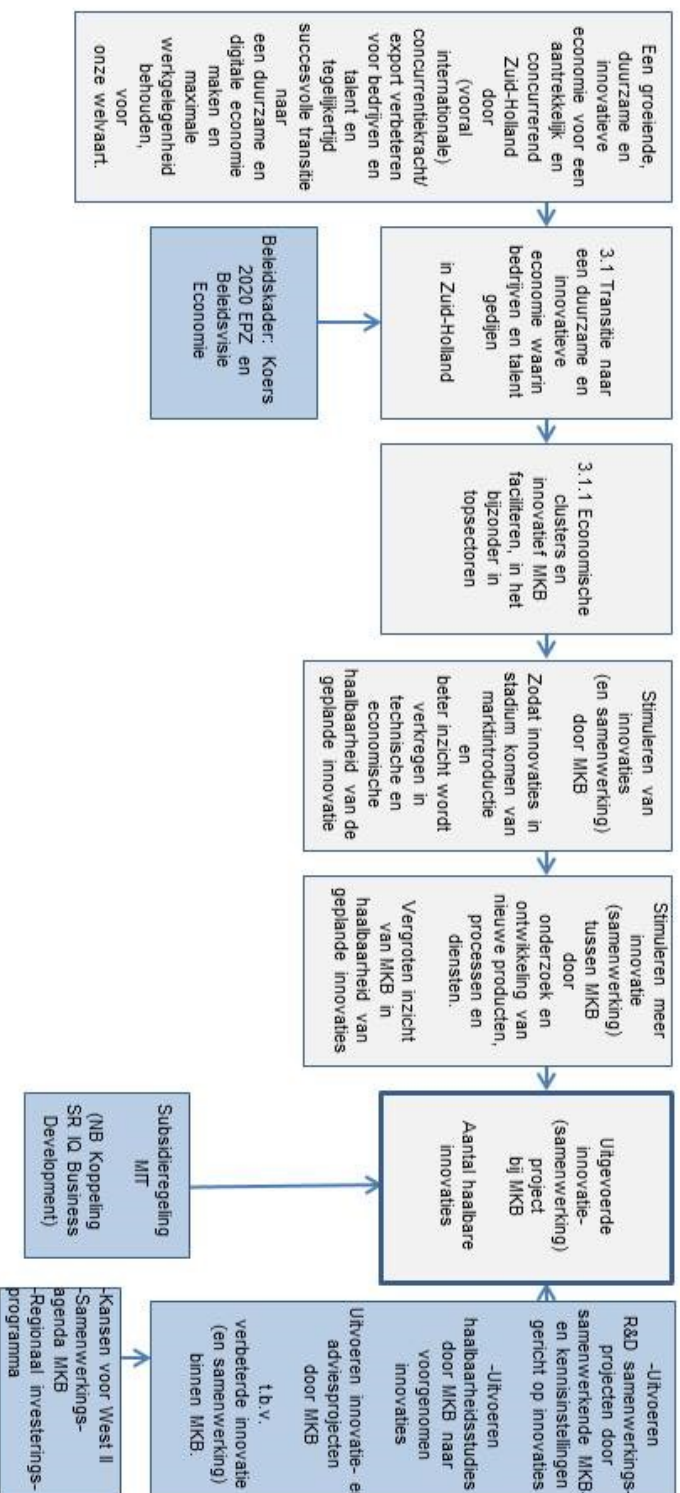 Een groeiende,
duurzame en
innovatieve
economie voor een
aantrekkelijk en
concurrerend
Zuid-Holland
door
(vooral
internationale)
concurrentiekracht/
export verbeteren
voor bedrijven en
talent en
tegelijkertijd
succesvolle transitie
naar
een duurzame en
digitale economie
maken en
maximale
werkgelegenheid
behouden,
voor
onze welvaart.
3.1 Transitie naar
een duurzame en
innovatieve
economie waarin
bedrijven en talent
gedijen
in Zuid-Holland
Beleidskader: Koers
2020 EPZ en
Beleidsvisie
Economie
3.1.1 Economische
clusters en
innovatief MKB
faciliteren, in het
bijzonder in
topsectoren
Stimuleren van
innovaties
(en samenwerking)
door MKB
Zodat innovaties in
stadium komen van
marktintroductie
en
beter inzicht wordt
verkregen in
technische en
economische
haalbaarheid van de
geplande innovatie
Stimuleren meer
innovatie
(samenwerking)
tussen MKB
door
onderzoek en
ontwikkeling van
nieuwe producten,
processen en
diensten.
Vergroten inzicht
van MKB in
haalbaarheid van
geplande innovaties
Uitgevoerde
innovatie-
(samenwerking)
project
bij MKB
Aantal haalbare
innovaties
Subsidieregeling
MIT
(NB Koppeling
SR IQ Business
Development)
-Uitvoeren
R&D samenwerkings-
projecten door
samenwerkende MKB
en kennisinstellingen
gericht op innovaties
-Uitvoeren
haalbaarheidsstudies
door MKB naar
voorgenomen
innovaties
Uitvoeren innovatie- e
adviesprojecten
door MKB
t.b.v.
verbeterde innovatie
(en samenwerking)
binnen MKB.
-Kansen voor West II
-Samenwerkings-
agenda MKB
-Regionaal investerings-
programma